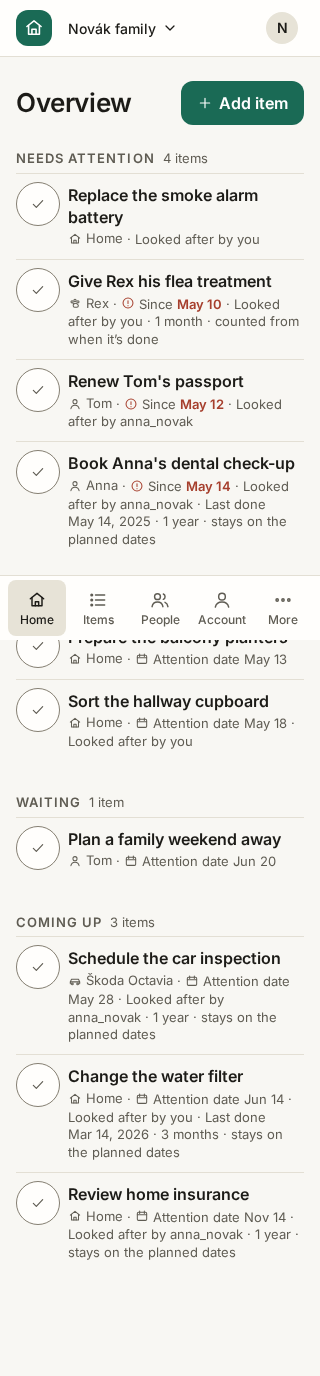 Novák family
N
Overview
Add item
NEEDS ATTENTION 4 items
Replace the smoke alarm
battery
Home · Looked after by you
Give Rex his flea treatment
Rex · Since May 10 · Looked
after by you · 1 month · counted from
when it's done
Renew Tom's passport
Tom · Since May 12 · Looked
after by anna_novak
Book Anna's dental check-up
Anna · Since May 14 · Looked
after by anna_novak · Last done
May 14, 2025 · 1 year · stays on the
planned dates
Home Items People Account More
Prepare the balcony planters
Home · Attention date May 13
Sort the hallway cupboard
Home · Attention date May 18 ·
Looked after by you
WAITING 1 item
Plan a family weekend away
Tom · Attention date Jun 20
COMING UP 3 items
Schedule the car inspection
Škoda Octavia · Attention date
May 28 · Looked after by
anna_novak · 1 year · stays on the
planned dates
Change the water filter
Home · Attention date Jun 14 ·
Looked after by you · Last done
Mar 14, 2026 · 3 months · stays on
the planned dates
Review home insurance
Home · Attention date Nov 14 ·
Looked after by anna_novak · 1 year ·
stays on the planned dates